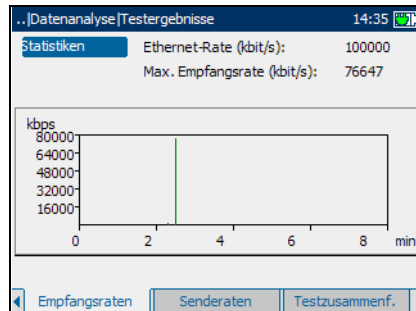 ..|Datenanalyse|Testergebnisse 14:35
Statistiken Ethernet-Rate (kbit/s): 100000
Max. Empfangsrate (kbit/s): 76647
kbps
80000
64000
48000
32000
16000
0 2 4 6 8 min
Empfangsraten Senderaten Testzusammenf.